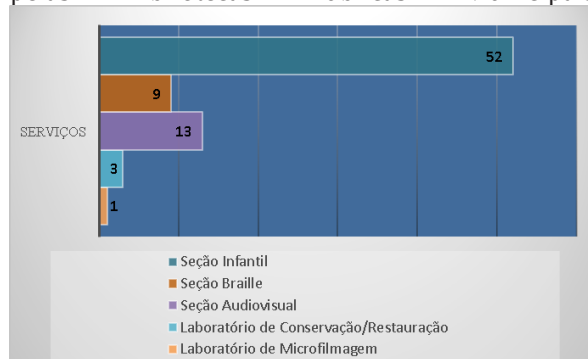 52
9
SERVIÇOS
13
3
1
Seção Infantil
Seção Braille
Seção Audiovisual
Laboratório de Conservação/Restauração
Laboratório de Microfilmagem